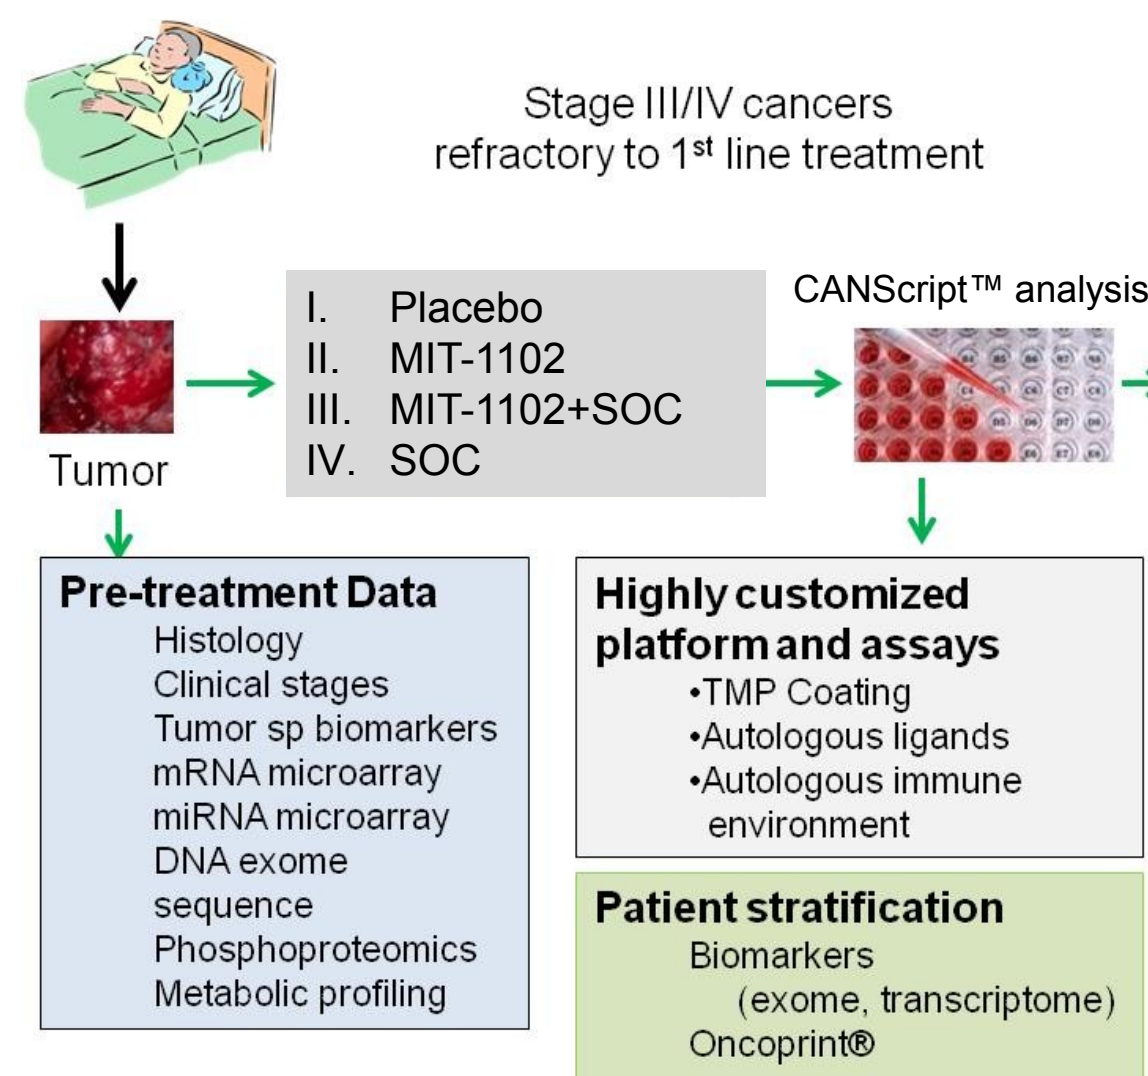 Stage III/IV cancers
refractory to 1st line treatment
CANScript™ analysis
I. Placebo
II. MIT-1102
III. MIT-1102+SOC
IV. SOC
Tumor
Pre-treatment Data
Histology
Clinical stages
Tumor sp biomarkers
mRNA microarray
miRNA microarray
DNA exome
sequence
Phosphoproteomics
Metabolic profiling
Highly customized
platform and assays
•TMP Coating
•Autologous ligands
•Autologous immune
environment
Patient stratification
Biomarkers
(exome, transcriptome)
Oncoprint®